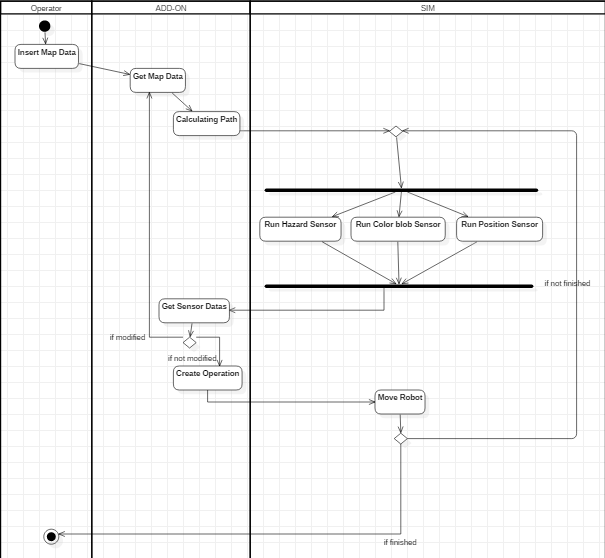 Operator
ADD-ON
SIM
Insert Map Data
Get Map Data
Calculating Path
Run Hazard Sensor
Run Color blob Sensor
Run Position Sensor
if not finished
Get Sensor Datas
if modified
if not modified
Create Operation
Move Robot
if finished